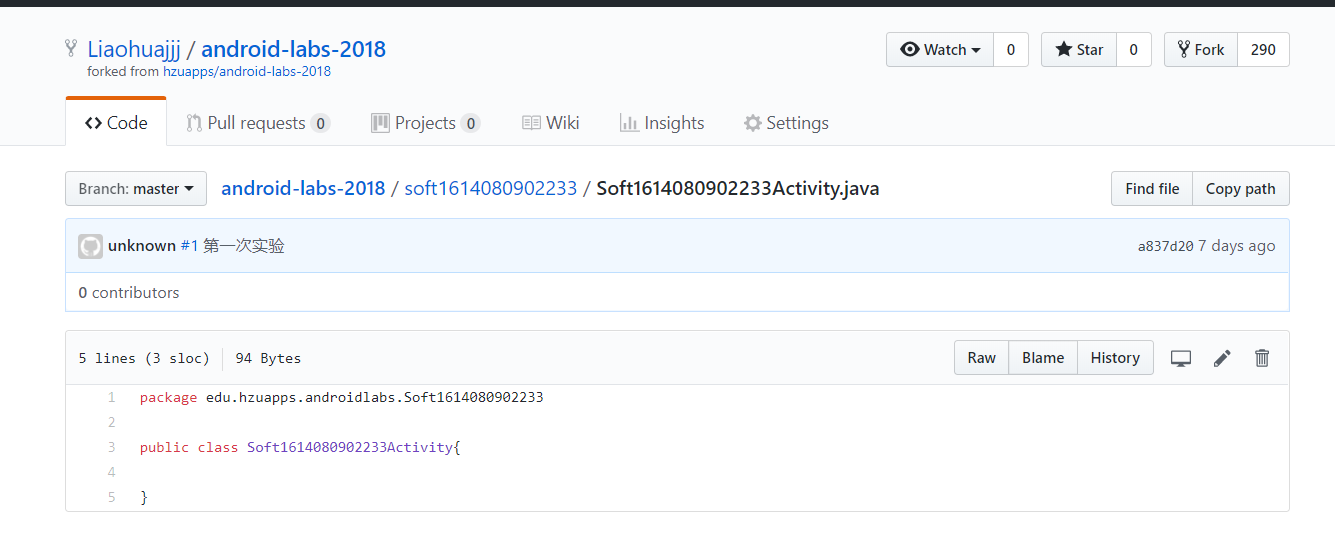 Liaohuajjj / android-labs-2018
Watch 0 Star 0 Fork 290
forked from hzuapps/android-labs-2018
Code Pull requests 0 Projects 0 Wiki Insights Settings
Branch: master android-labs-2018 / soft1614080902233 / Soft1614080902233Activity.java Find file Copy path
unknown #1 第一次实验 a837d20 7 days ago
0 contributors
5 lines (3 sloc) 94 Bytes Raw Blame History
1 package edu.hzuapps.androidlabs.Soft1614080902233
2
3 public class Soft1614080902233Activity{
4
5 }